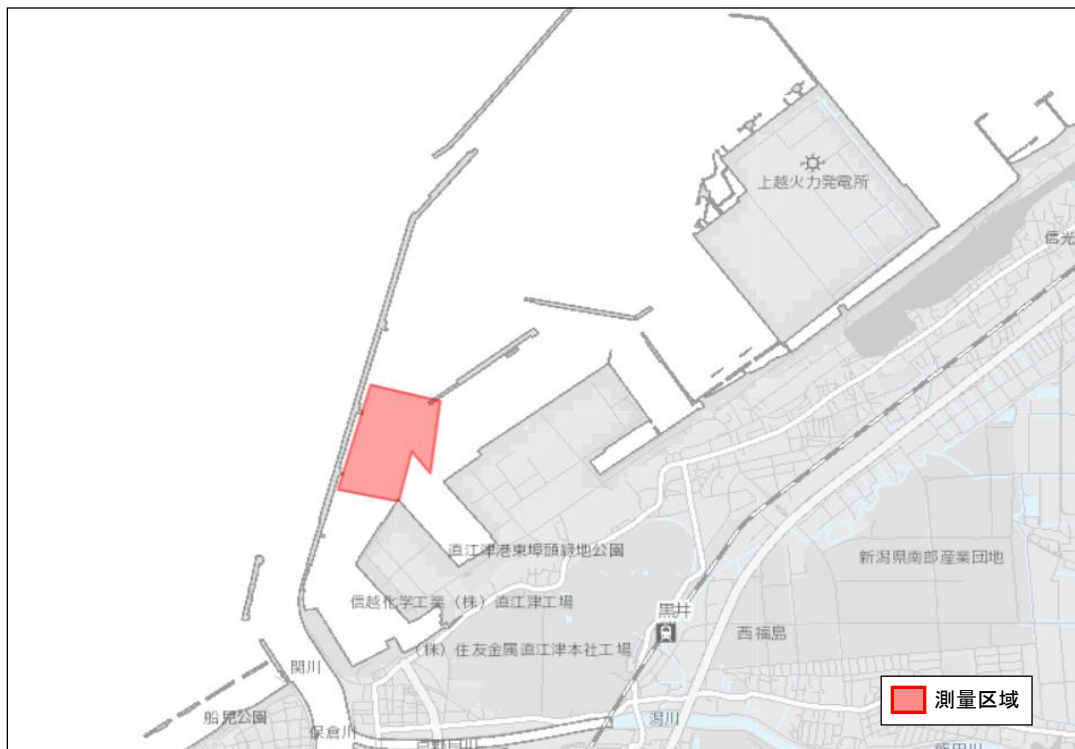 上越火力発電所
信光
直江津港東埠頭緑地公園
新潟県南部産業団地
信越化学工業（株）直江津工場
黒井
西福島
（株）住友金属直江津本社工場
関川
測量区域
船見公園
潟川
保倉川